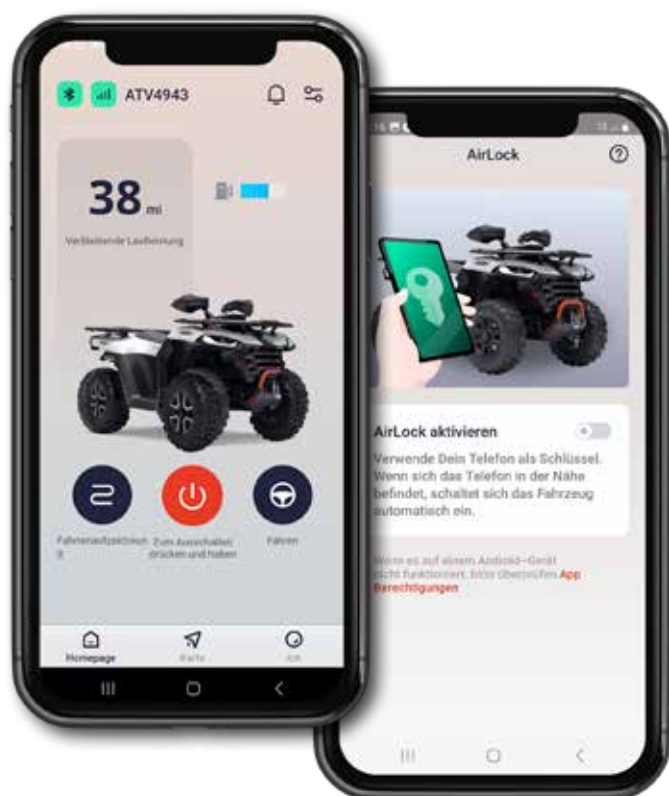 ATV4943
38 mi
Verbleibende Laufleistung
Fahrtenaufzeichnun
g
Zum Ausschalten
drücken und halten
Fahren
Homepage
Karte
Ich
AirLock
AirLock aktivieren
Verwende Dein Telefon als Schlüssel.
Wenn sich das Telefon in der Nähe
befindet, schaltet sich das Fahrzeug
automatisch ein.
Wenn es auf einem Android-Gerät
nicht funktioniert, bitte überprüfen App
Berechtigungen